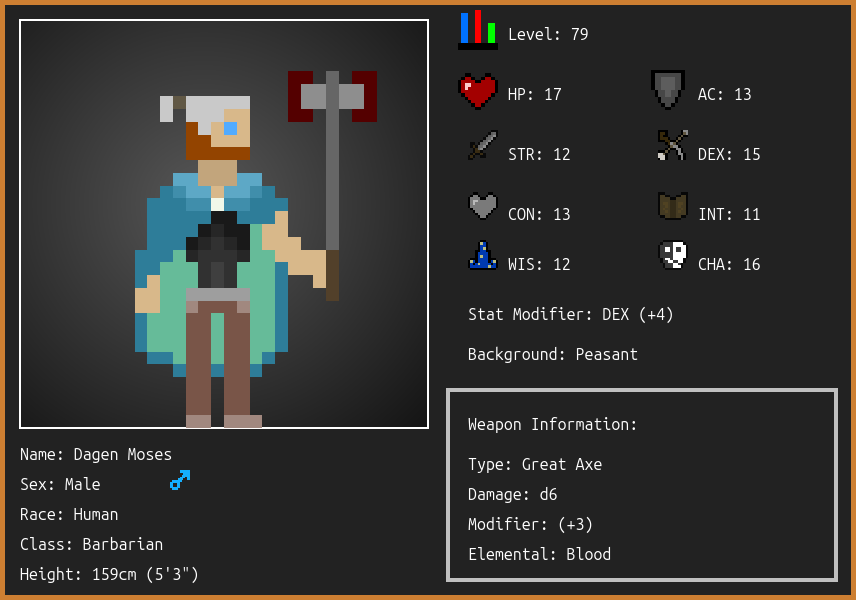 Level: 79
HP: 17
AC: 13
STR: 12
DEX: 15
CON: 13
INT: 11
WIS: 12
CHA: 16
Stat Modifier: DEX (+4)
Background: Peasant
Weapon Information:
Type: Great Axe
Damage: d6
Modifier: (+3)
Elemental: Blood
Name: Dagen Moses
Sex: Male
Race: Human
Class: Barbarian
Height: 159cm (5'3")